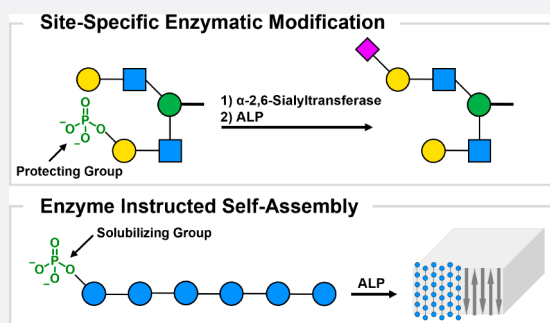 Site-Specific Enzymatic Modification
O
P
⁻O
O
O⁻
Protecting Group
1) α-2,6-Sialyltransferase
2) ALP
Enzyme Instructed Self-Assembly
Solubilizing Group
O
P
⁻O
O
O⁻
ALP